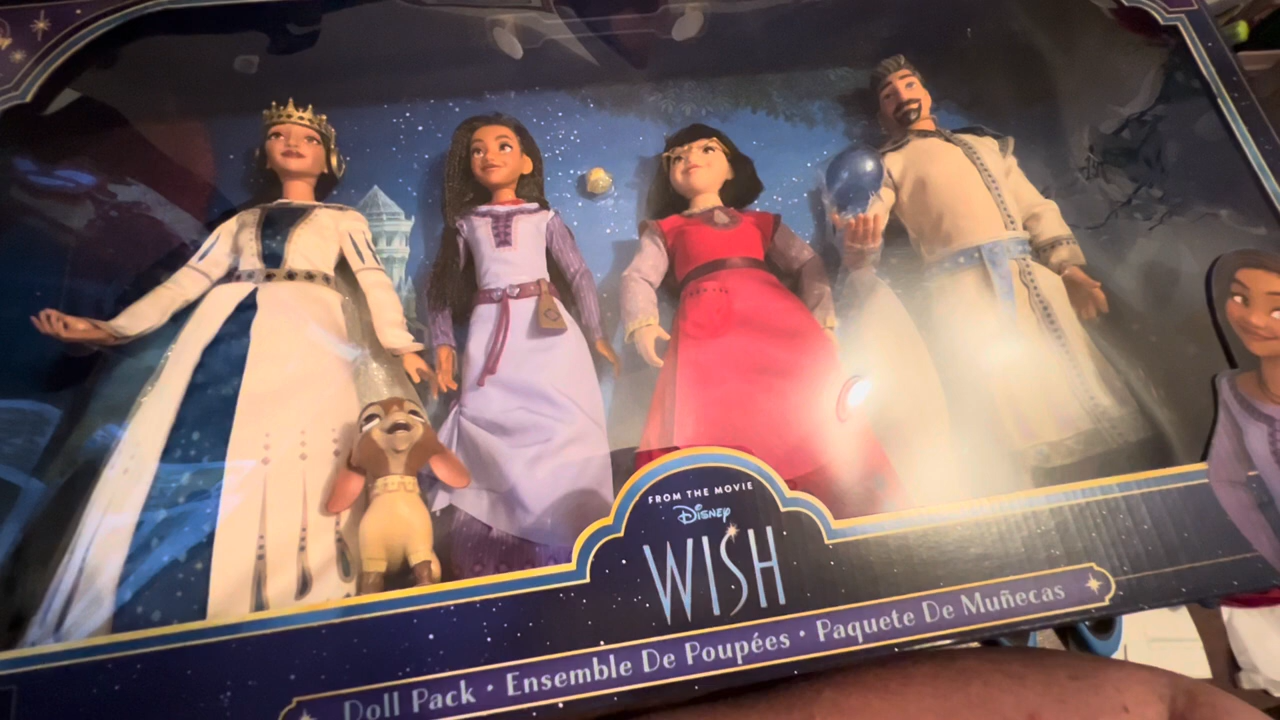 FROM THE MOVIE
Disney
WISH
Doll Pack • Ensemble De Poupées • Paquete De Muñecas